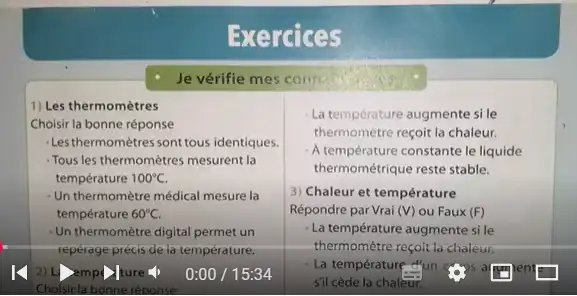 Exercices
Je vérifie mes
1) Les thermomètres
Choisir la bonne réponse
· Les thermomètres sont tous identiques.
· Tous les thermomètres mesurent la
température 100°C.
- Un thermomètre médical mesure la
température 60°C.
· Un thermomètre digital permet un
repérage précis de la température.
2) La température
Choisir la bonne réponse
· La température augmente si le
thermomètre reçoit la chaleur.
- À température constante le liquide
thermométrique reste stable.
3) Chaleur et température
Répondre par Vrai (V) ou Faux (F)
- La température augmente si le
thermomètre reçoit la chaleur.
- La température d'un corps augmente
s'il cède la chaleur.
0:00 / 15:34